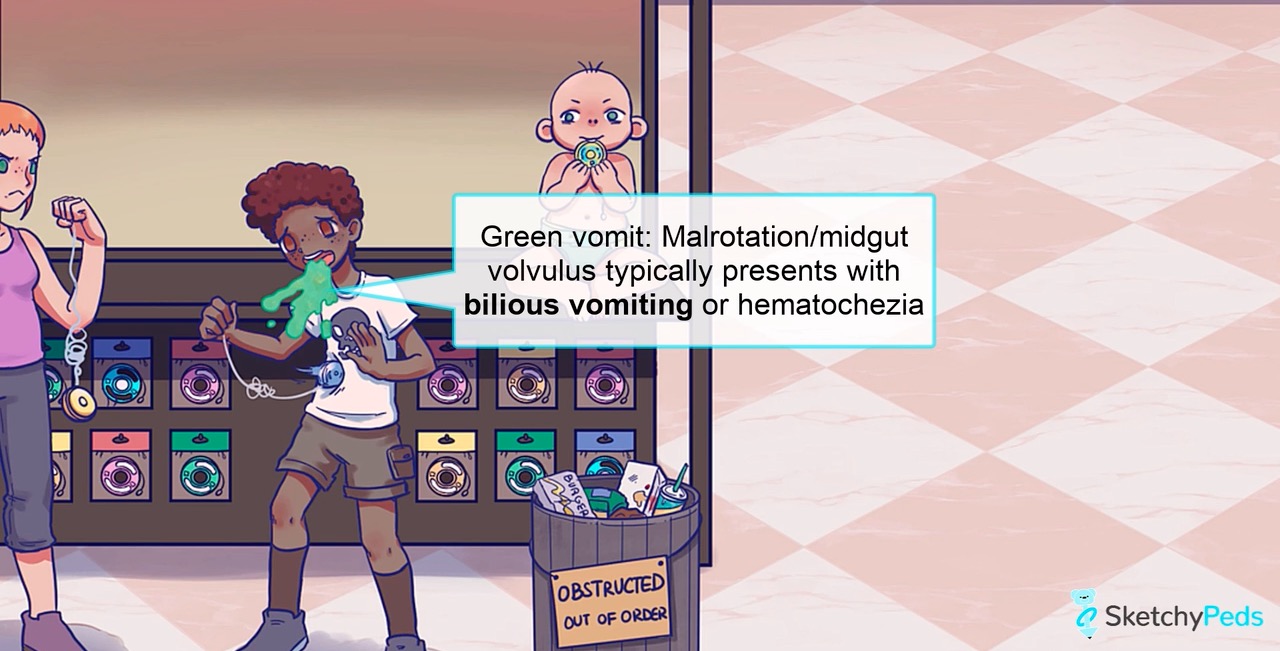 Green vomit: Malrotation/midgut
volvulus typically presents with
bilious vomiting or hematochezia
BURGER
OBSTRUCTED
OUT OF ORDER
SketchyPeds